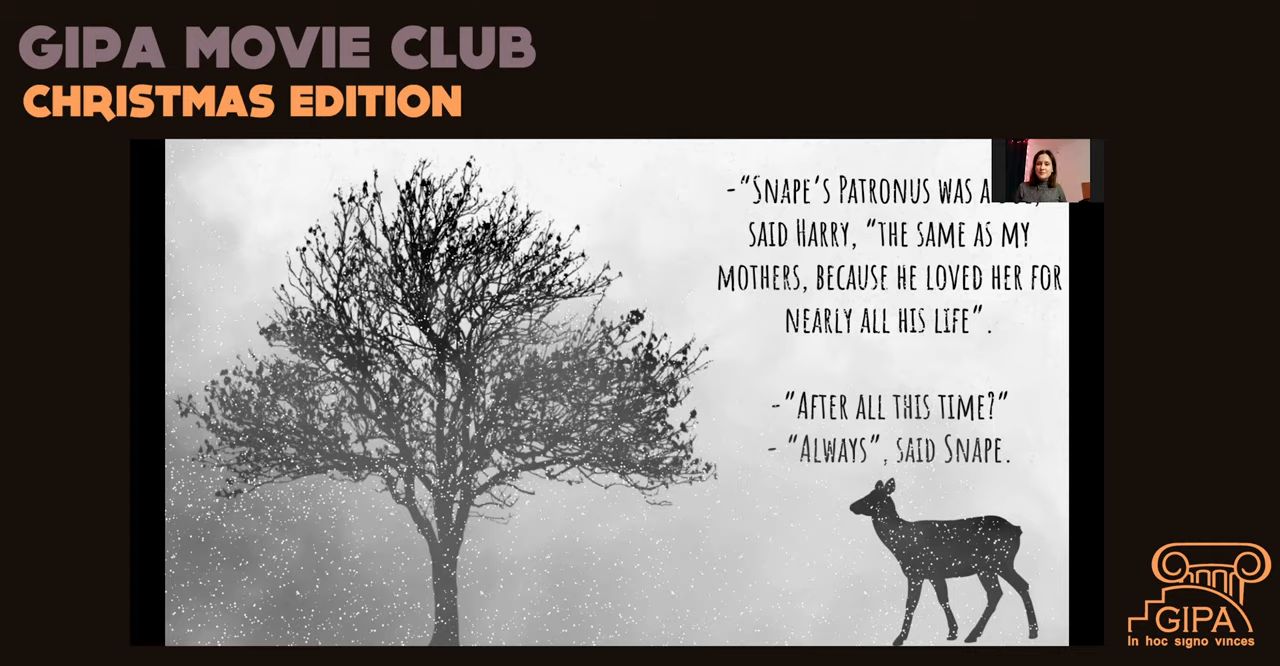 GIPA MOVIE CLUB
CHRISTMAS EDITION
-"SNAPE'S PATRONUS WAS A
SAID HARRY, "THE SAME AS MY
MOTHERS, BECAUSE HE LOVED HER FOR
NEARLY ALL HIS LIFE".
-"AFTER ALL THIS TIME?"
- "ALWAYS", SAID SNAPE.
GIPA
In hoc signo vinces